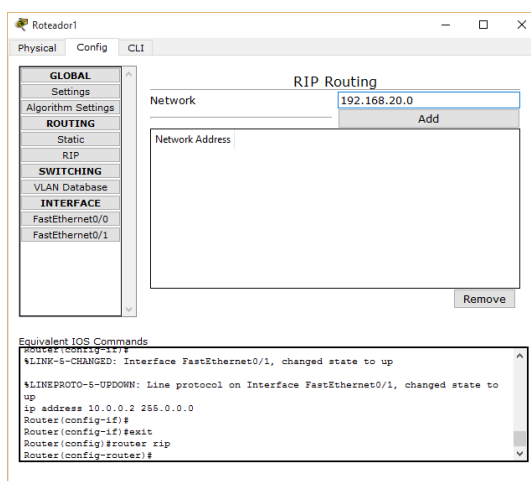 Roteador1
Physical Config CLI
GLOBAL
Settings
Algorithm Settings
ROUTING
Static
RIP
SWITCHING
VLAN Database
INTERFACE
FastEthernet0/0
FastEthernet0/1
RIP Routing
Network 192.168.20.0
Add
Network Address
Remove
Equivalent IOS Commands
Router(config-if)#
%LINK-5-CHANGED: Interface FastEthernet0/1, changed state to up
%LINEPROTO-5-UPDOWN: Line protocol on Interface FastEthernet0/1, changed state to
up
ip address 10.0.0.2 255.0.0.0
Router(config-if)#
Router(config-if)#exit
Router(config)#router rip
Router(config-router)#